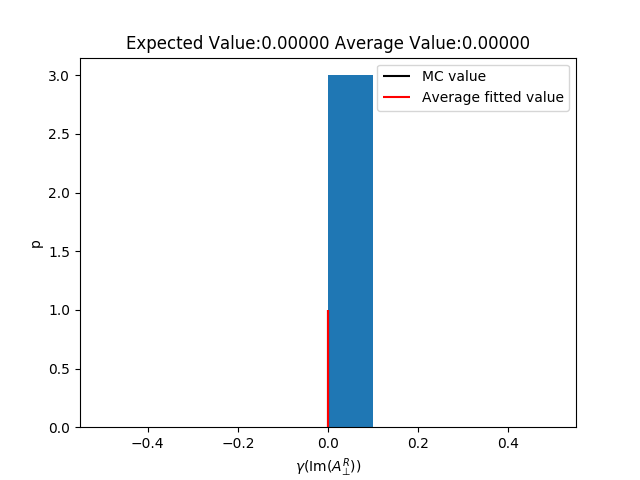 Expected Value:0.00000 Average Value:0.00000
MC value
Average fitted value
3.0
2.5
2.0
1.5
1.0
0.5
0.0
p
−0.4 −0.2 0.0 0.2 0.4
γ(Im(A⊥ᴿ))